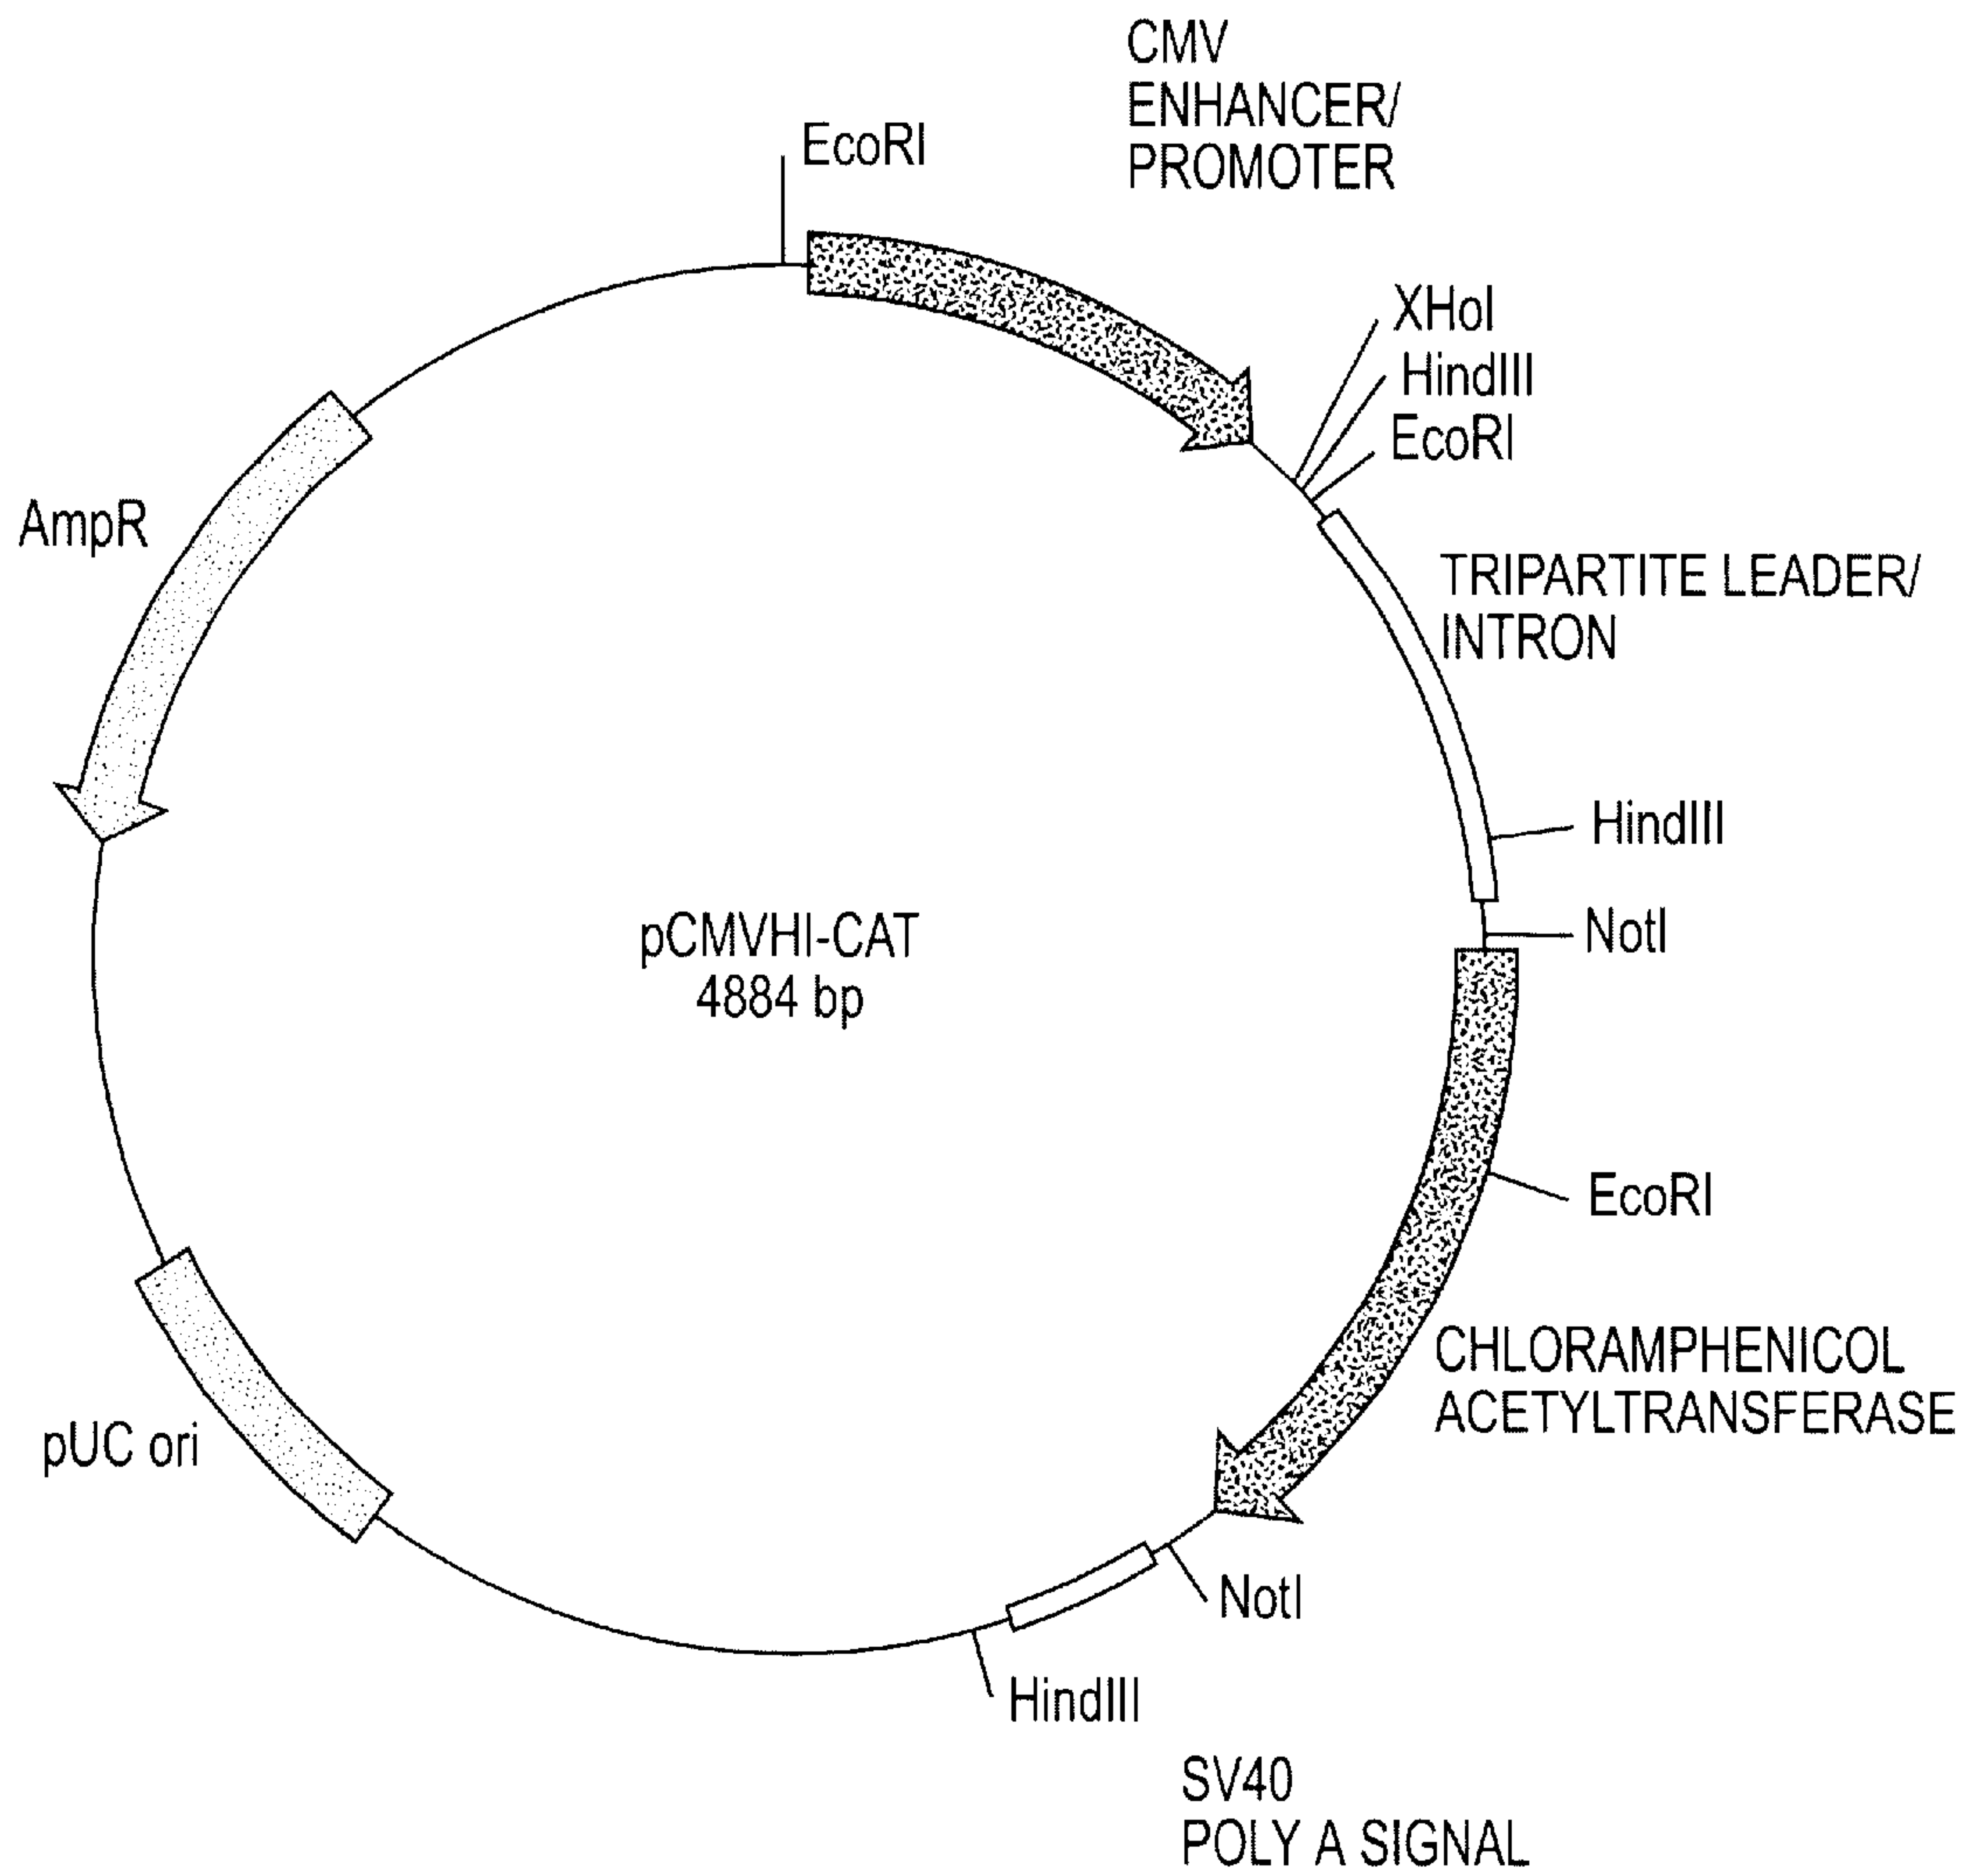 CMV
ENHANCER/
PROMOTER
EcoRI
XHoI
HindIII
EcoRI
AmpR
TRIPARTITE LEADER/
INTRON
HindIII
NotI
pCMVHI-CAT
4884 bp
EcoRI
CHLORAMPHENICOL
ACETYLTRANSFERASE
pUC ori
NotI
HindIII
SV40
POLY A SIGNAL